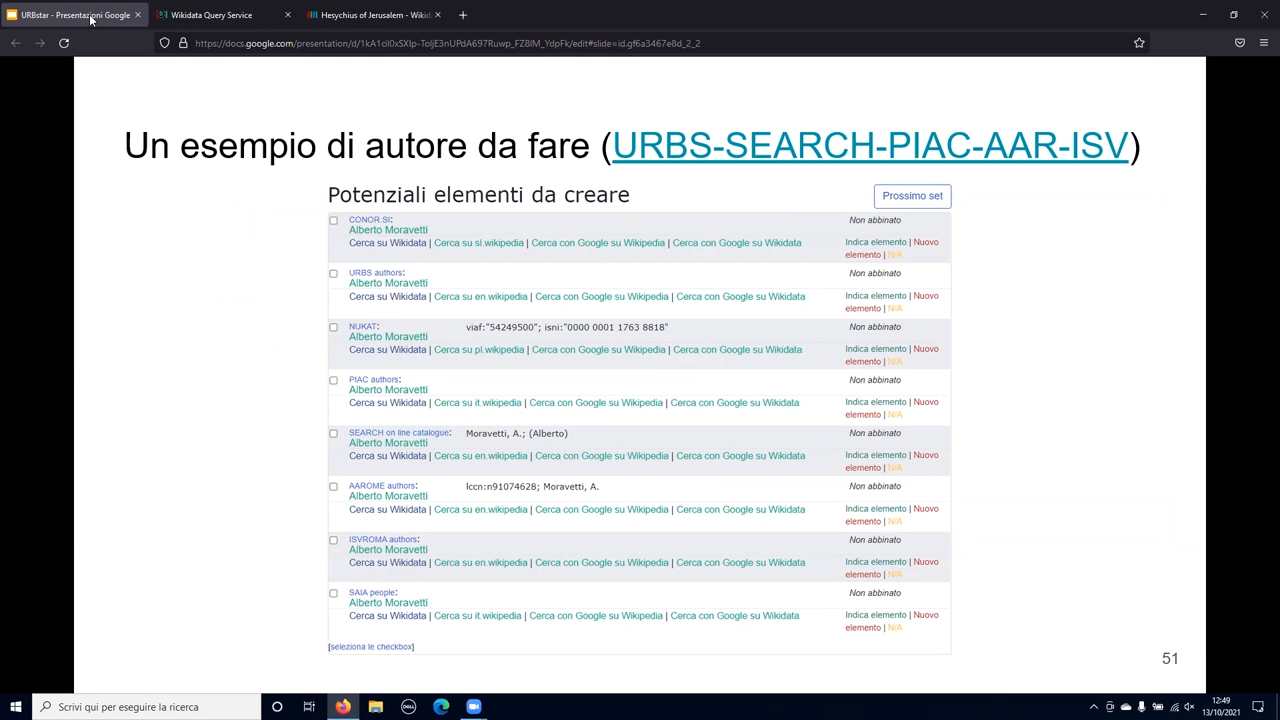 URBstar - Presentazioni Google
Wikidata Query Service
Hesychius of Jerusalem - Wikid
https://docs.google.com/presentation/d/1kA1cil0xSXIp-ToljE3nUPdA697Ruwp_FZ8lM_YdpFk/edit#slide=id.gf6a3467e8d_2_2
Un esempio di autore da fare (URBS-SEARCH-PIAC-AAR-ISV)
Potenziali elementi da creare
Prossimo set
CONOR.SI:
Non abbinato
Alberto Moravetti
Cerca su Wikidata | Cerca su sl.wikipedia | Cerca con Google su Wikipedia | Cerca con Google su Wikidata
Indica elemento | Nuovo
elemento | N/A
URBS authors:
Non abbinato
Alberto Moravetti
Cerca su Wikidata | Cerca su en.wikipedia | Cerca con Google su Wikipedia | Cerca con Google su Wikidata
Indica elemento | Nuovo
elemento | N/A
NUKAT:
viaf:"54249500"; isni:"0000 0001 1763 8818"
Non abbinato
Alberto Moravetti
Cerca su Wikidata | Cerca su pl.wikipedia | Cerca con Google su Wikipedia | Cerca con Google su Wikidata
Indica elemento | Nuovo
elemento | N/A
PIAC authors:
Non abbinato
Alberto Moravetti
Cerca su Wikidata | Cerca su it.wikipedia | Cerca con Google su Wikipedia | Cerca con Google su Wikidata
Indica elemento | Nuovo
elemento | N/A
SEARCH on line catalogue:
Moravetti, A.; (Alberto)
Non abbinato
Alberto Moravetti
Cerca su Wikidata | Cerca su en.wikipedia | Cerca con Google su Wikipedia | Cerca con Google su Wikidata
Indica elemento | Nuovo
elemento | N/A
AAROME authors:
lccn:n91074628; Moravetti, A.
Non abbinato
Alberto Moravetti
Cerca su Wikidata | Cerca su en.wikipedia | Cerca con Google su Wikipedia | Cerca con Google su Wikidata
Indica elemento | Nuovo
elemento | N/A
ISVROMA authors:
Non abbinato
Alberto Moravetti
Cerca su Wikidata | Cerca su en.wikipedia | Cerca con Google su Wikipedia | Cerca con Google su Wikidata
Indica elemento | Nuovo
elemento | N/A
SAIA people:
Non abbinato
Alberto Moravetti
Cerca su Wikidata | Cerca su it.wikipedia | Cerca con Google su Wikipedia | Cerca con Google su Wikidata
Indica elemento | Nuovo
elemento | N/A
[seleziona le checkbox]
51
Scrivi qui per eseguire la ricerca
DELL
12:49
13/10/2021